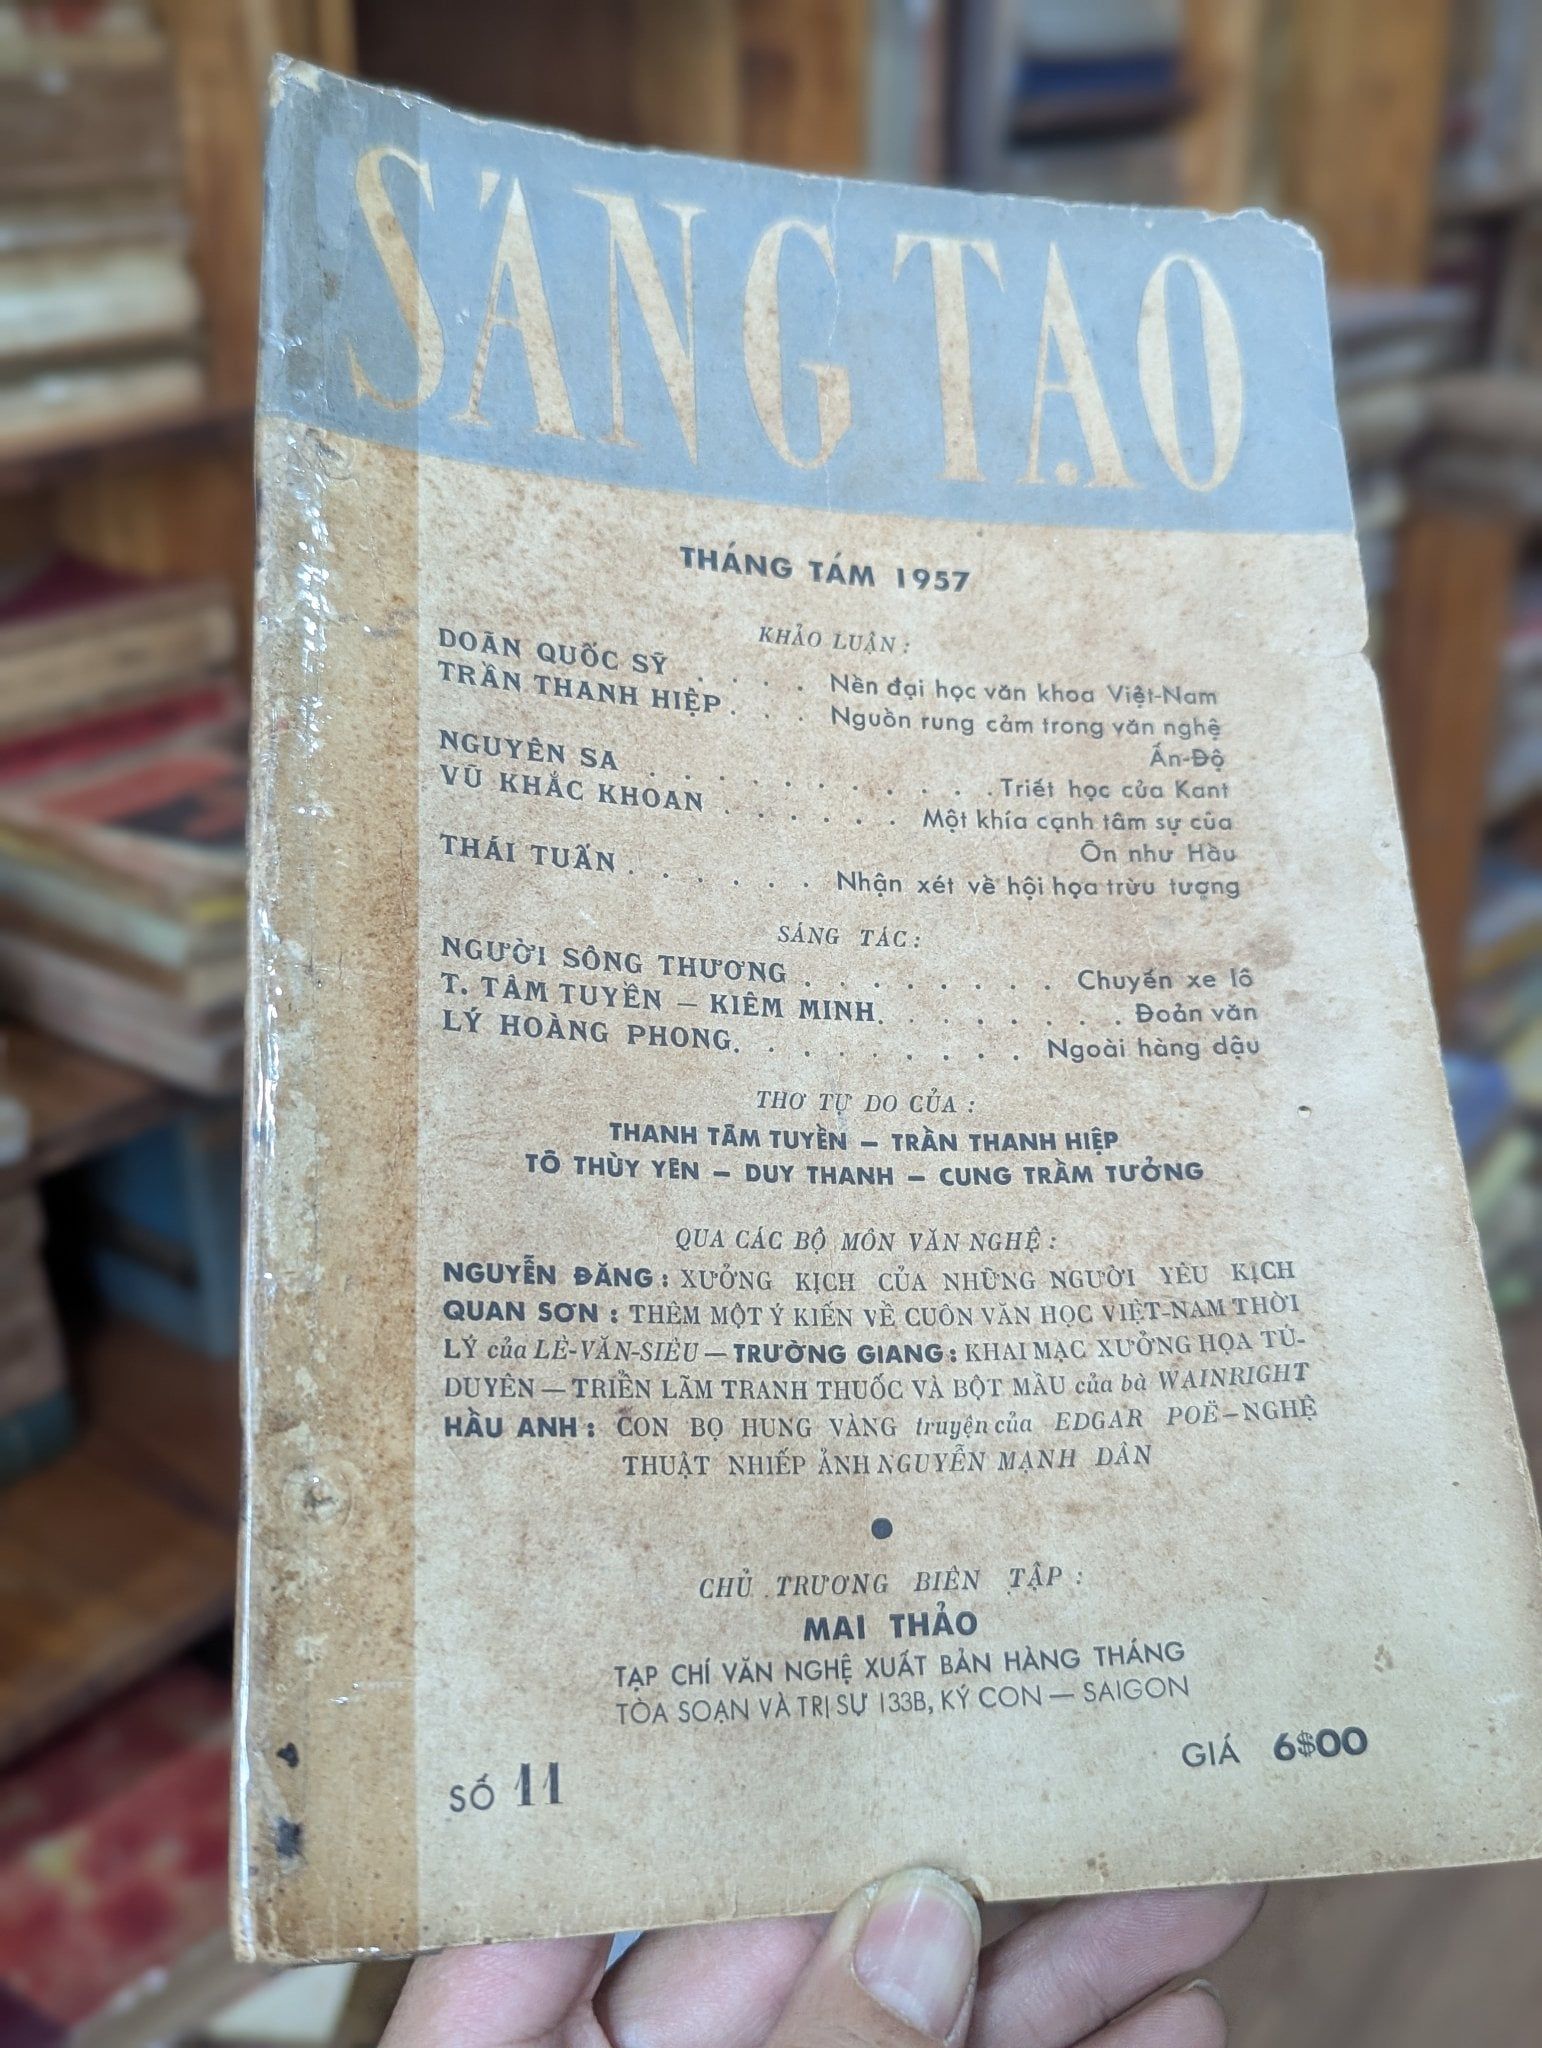 SÁNG TẠO
THÁNG TÁM 1957
KHẢO LUẬN :
DOÃN QUỐC SỸ . . . . Nền đại học văn khoa Việt-Nam
TRẦN THANH HIỆP . . . Nguồn rung cảm trong văn nghệ
Ấn-Độ
NGUYÊN SA . . . . . . . . . . Triết học của Kant
VŨ KHẮC KHOAN . . . . . . Một khía cạnh tâm sự của
Ôn như Hầu
THÁI TUẤN . . . . . . Nhận xét về hội họa trừu tượng
SÁNG TÁC :
NGƯỜI SÔNG THƯƠNG . . . . . . . . Chuyến xe lô
T. TÂM TUYỀN – KIÊM MINH . . . . . . . . Đoản văn
LÝ HOÀNG PHONG . . . . . . . . . Ngoài hàng dậu
THƠ TỰ DO CỦA :
THANH TÂM TUYỀN – TRẦN THANH HIỆP
TÔ THÙY YÊN – DUY THANH – CUNG TRẦM TƯỞNG
QUA CÁC BỘ MÔN VĂN NGHỆ :
NGUYỄN ĐĂNG : XƯỞNG KỊCH CỦA NHỮNG NGƯỜI YÊU KỊCH
QUAN SƠN : THÊM MỘT Ý KIẾN VỀ CUỐN VĂN HỌC VIỆT-NAM THỜI
LÝ của LÊ-VĂN-SIÊU — TRƯỜNG GIANG : KHAI MẠC XƯỞNG HỌA TÚ-
DUYÊN — TRIỂN LÃM TRANH THUỐC VÀ BỘT MẦU của bà WAINRIGHT
HẦU ANH : CON BỌ HUNG VÀNG truyện của EDGAR POË – NGHỆ
THUẬT NHIẾP ẢNH NGUYỄN MẠNH DÂN
CHỦ TRƯƠNG BIÊN TẬP :
MAI THẢO
TẠP CHÍ VĂN NGHỆ XUẤT BẢN HÀNG THÁNG
TÒA SOẠN VÀ TRỊ SỰ 133B, KÝ CON — SAIGON
GIÁ 6$00
SỐ 11